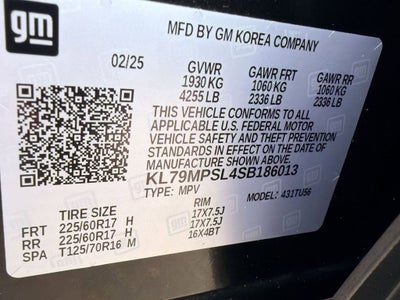 gm
MFD BY GM KOREA COMPANY
02/25 GVWR GAWR FRT GAWR RR
1930 KG 1060 KG 1060 KG
4255 LB 2336 LB 2336 LB
THIS VEHICLE CONFORMS TO ALL
APPLICABLE U.S. FEDERAL MOTOR
VEHICLE SAFETY AND THEFT PREVENTION
STANDARDS IN EFFECT ON THE DATE
OF MANUFACTURE SHOWN ABOVE.
KL79MPSL4SB186013
TYPE: MPV MODEL: 431TU56
TIRE SIZE RIM
FRT 225/60R17 H 17X7.5J
RR 225/60R17 H 17X7.5J
SPA T125/70R16 M 16X4BT